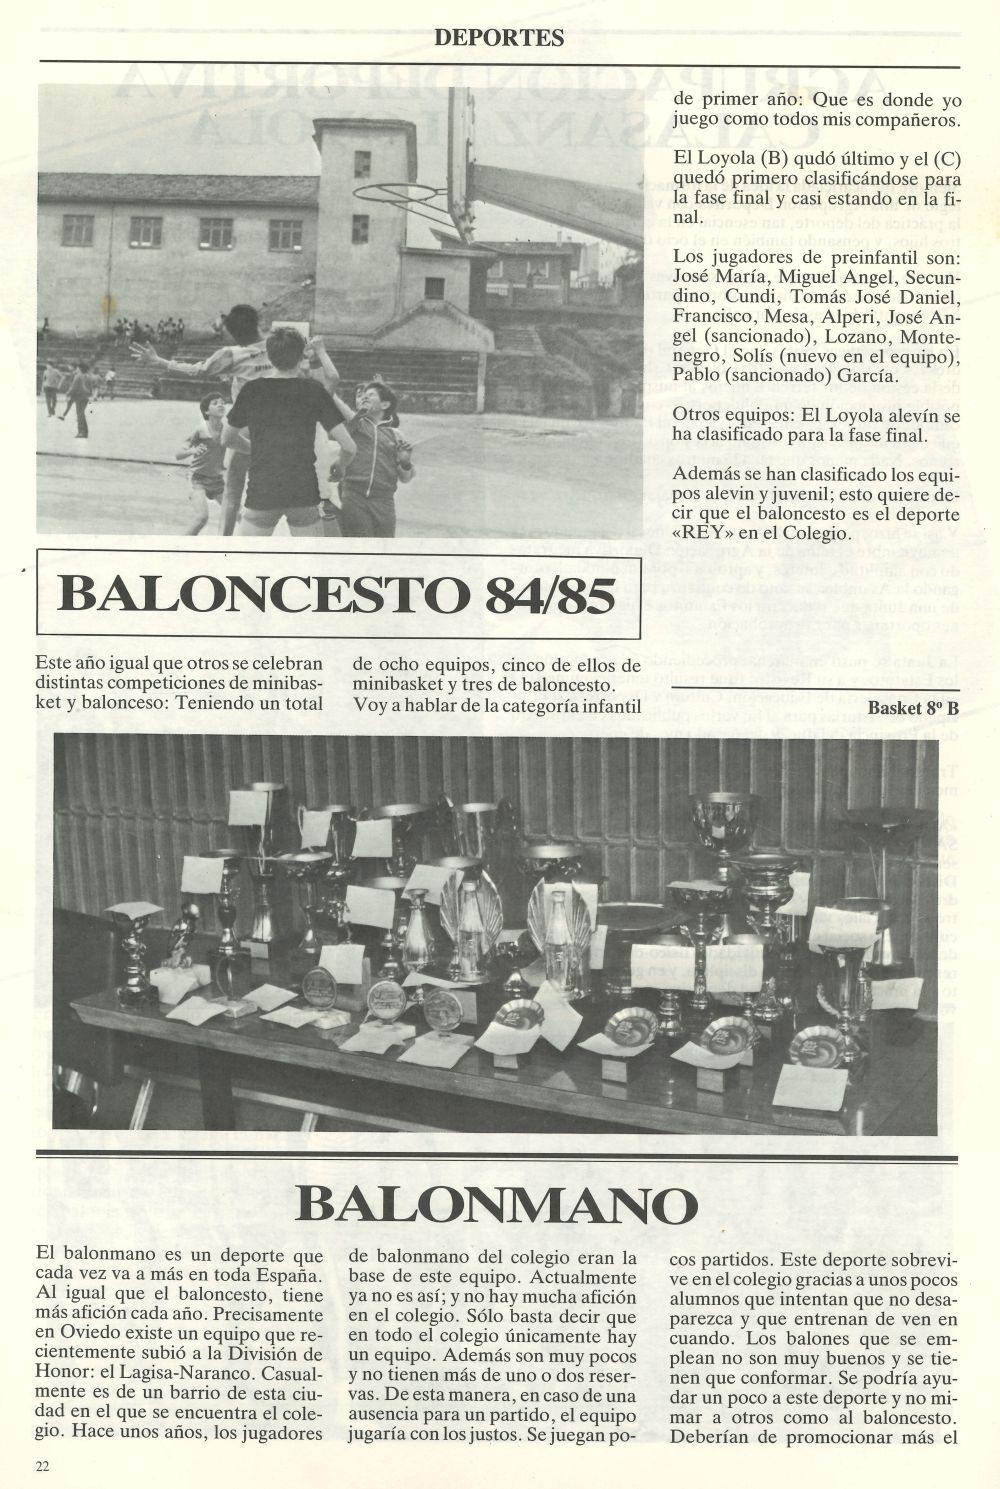 DEPORTES
BALONCESTO 84/85
Este año igual que otros se celebran
distintas competiciones de minibas-
ket y balonceso: Teniendo un total
de ocho equipos, cinco de ellos de
minibasket y tres de baloncesto.
Voy a hablar de la categoría infantil
de primer año: Que es donde yo
juego como todos mis compañeros.
El Loyola (B) qudó último y el (C)
quedó primero clasificándose para
la fase final y casi estando en la fi-
nal.
Los jugadores de preinfantil son:
José María, Miguel Angel, Secun-
dino, Cundi, Tomás José Daniel,
Francisco, Mesa, Alperi, José An-
gel (sancionado), Lozano, Monte-
negro, Solís (nuevo en el equipo),
Pablo (sancionado) García.
Otros equipos: El Loyola alevín se
ha clasificado para la fase final.
Además se han clasificado los equi-
pos alevin y juvenil; esto quiere de-
cir que el baloncesto es el deporte
«REY» en el Colegio.
Basket 8º B
BALONMANO
El balonmano es un deporte que
cada vez va a más en toda España.
Al igual que el baloncesto, tiene
más afición cada año. Precisamente
en Oviedo existe un equipo que re-
cientemente subió a la División de
Honor: el Lagisa-Naranco. Casual-
mente es de un barrio de esta ciu-
dad en el que se encuentra el cole-
gio. Hace unos años, los jugadores
de balonmano del colegio eran la
base de este equipo. Actualmente
ya no es así; y no hay mucha afición
en el colegio. Sólo basta decir que
en todo el colegio únicamente hay
un equipo. Además son muy pocos
y no tienen más de uno o dos reser-
vas. De esta manera, en caso de una
ausencia para un partido, el equipo
jugaría con los justos. Se juegan po-
cos partidos. Este deporte sobrevi-
ve en el colegio gracias a unos pocos
alumnos que intentan que no desa-
parezca y que entrenan de ven en
cuando. Los balones que se em-
plean no son muy buenos y se tie-
nen que conformar. Se podría ayu-
dar un poco a este deporte y no mi-
mar a otros como al baloncesto.
Deberían de promocionar más el
22